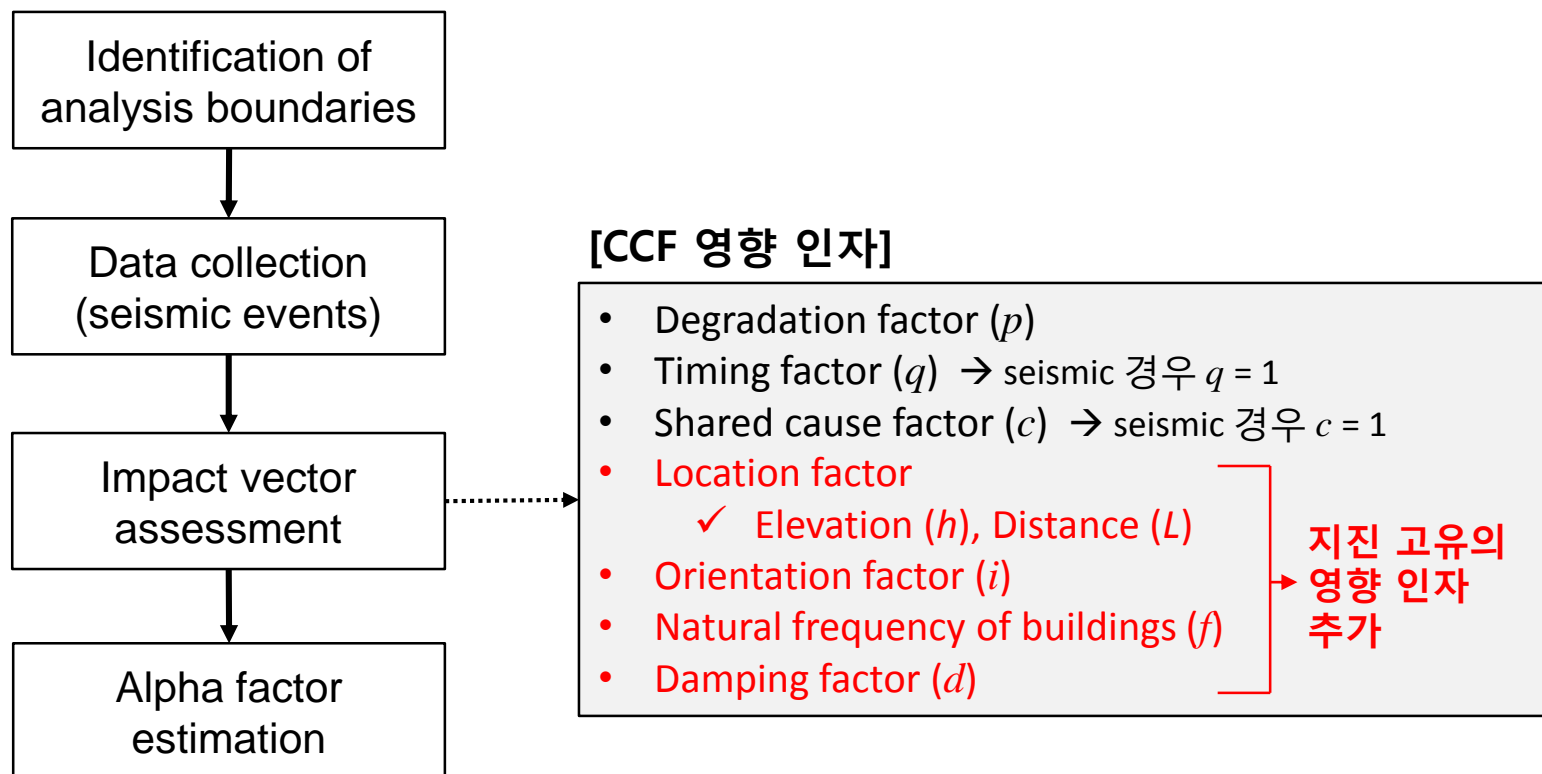 Identification of
analysis boundaries
Data collection
(seismic events)
Impact vector
assessment
Alpha factor
estimation
[CCF 영향 인자]
• Degradation factor (p)
• Timing factor (q) → seismic 경우 q = 1
• Shared cause factor (c) → seismic 경우 c = 1
• Location factor
✓ Elevation (h), Distance (L)
• Orientation factor (i)
• Natural frequency of buildings (f)
• Damping factor (d)
지진 고유의
영향 인자
추가